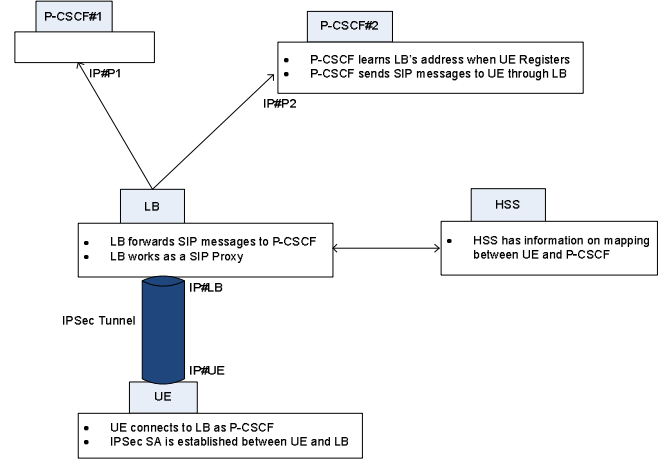 P-CSCF#1
P-CSCF#2
• P-CSCF learns LB's address when UE Registers
• P-CSCF sends SIP messages to UE through LB
IP#P1
IP#P2
LB
HSS
• LB forwards SIP messages to P-CSCF
• LB works as a SIP Proxy
• HSS has information on mapping
between UE and P-CSCF
IP#LB
IPSec Tunnel
IP#UE
UE
• UE connects to LB as P-CSCF
• IPSec SA is established between UE and LB